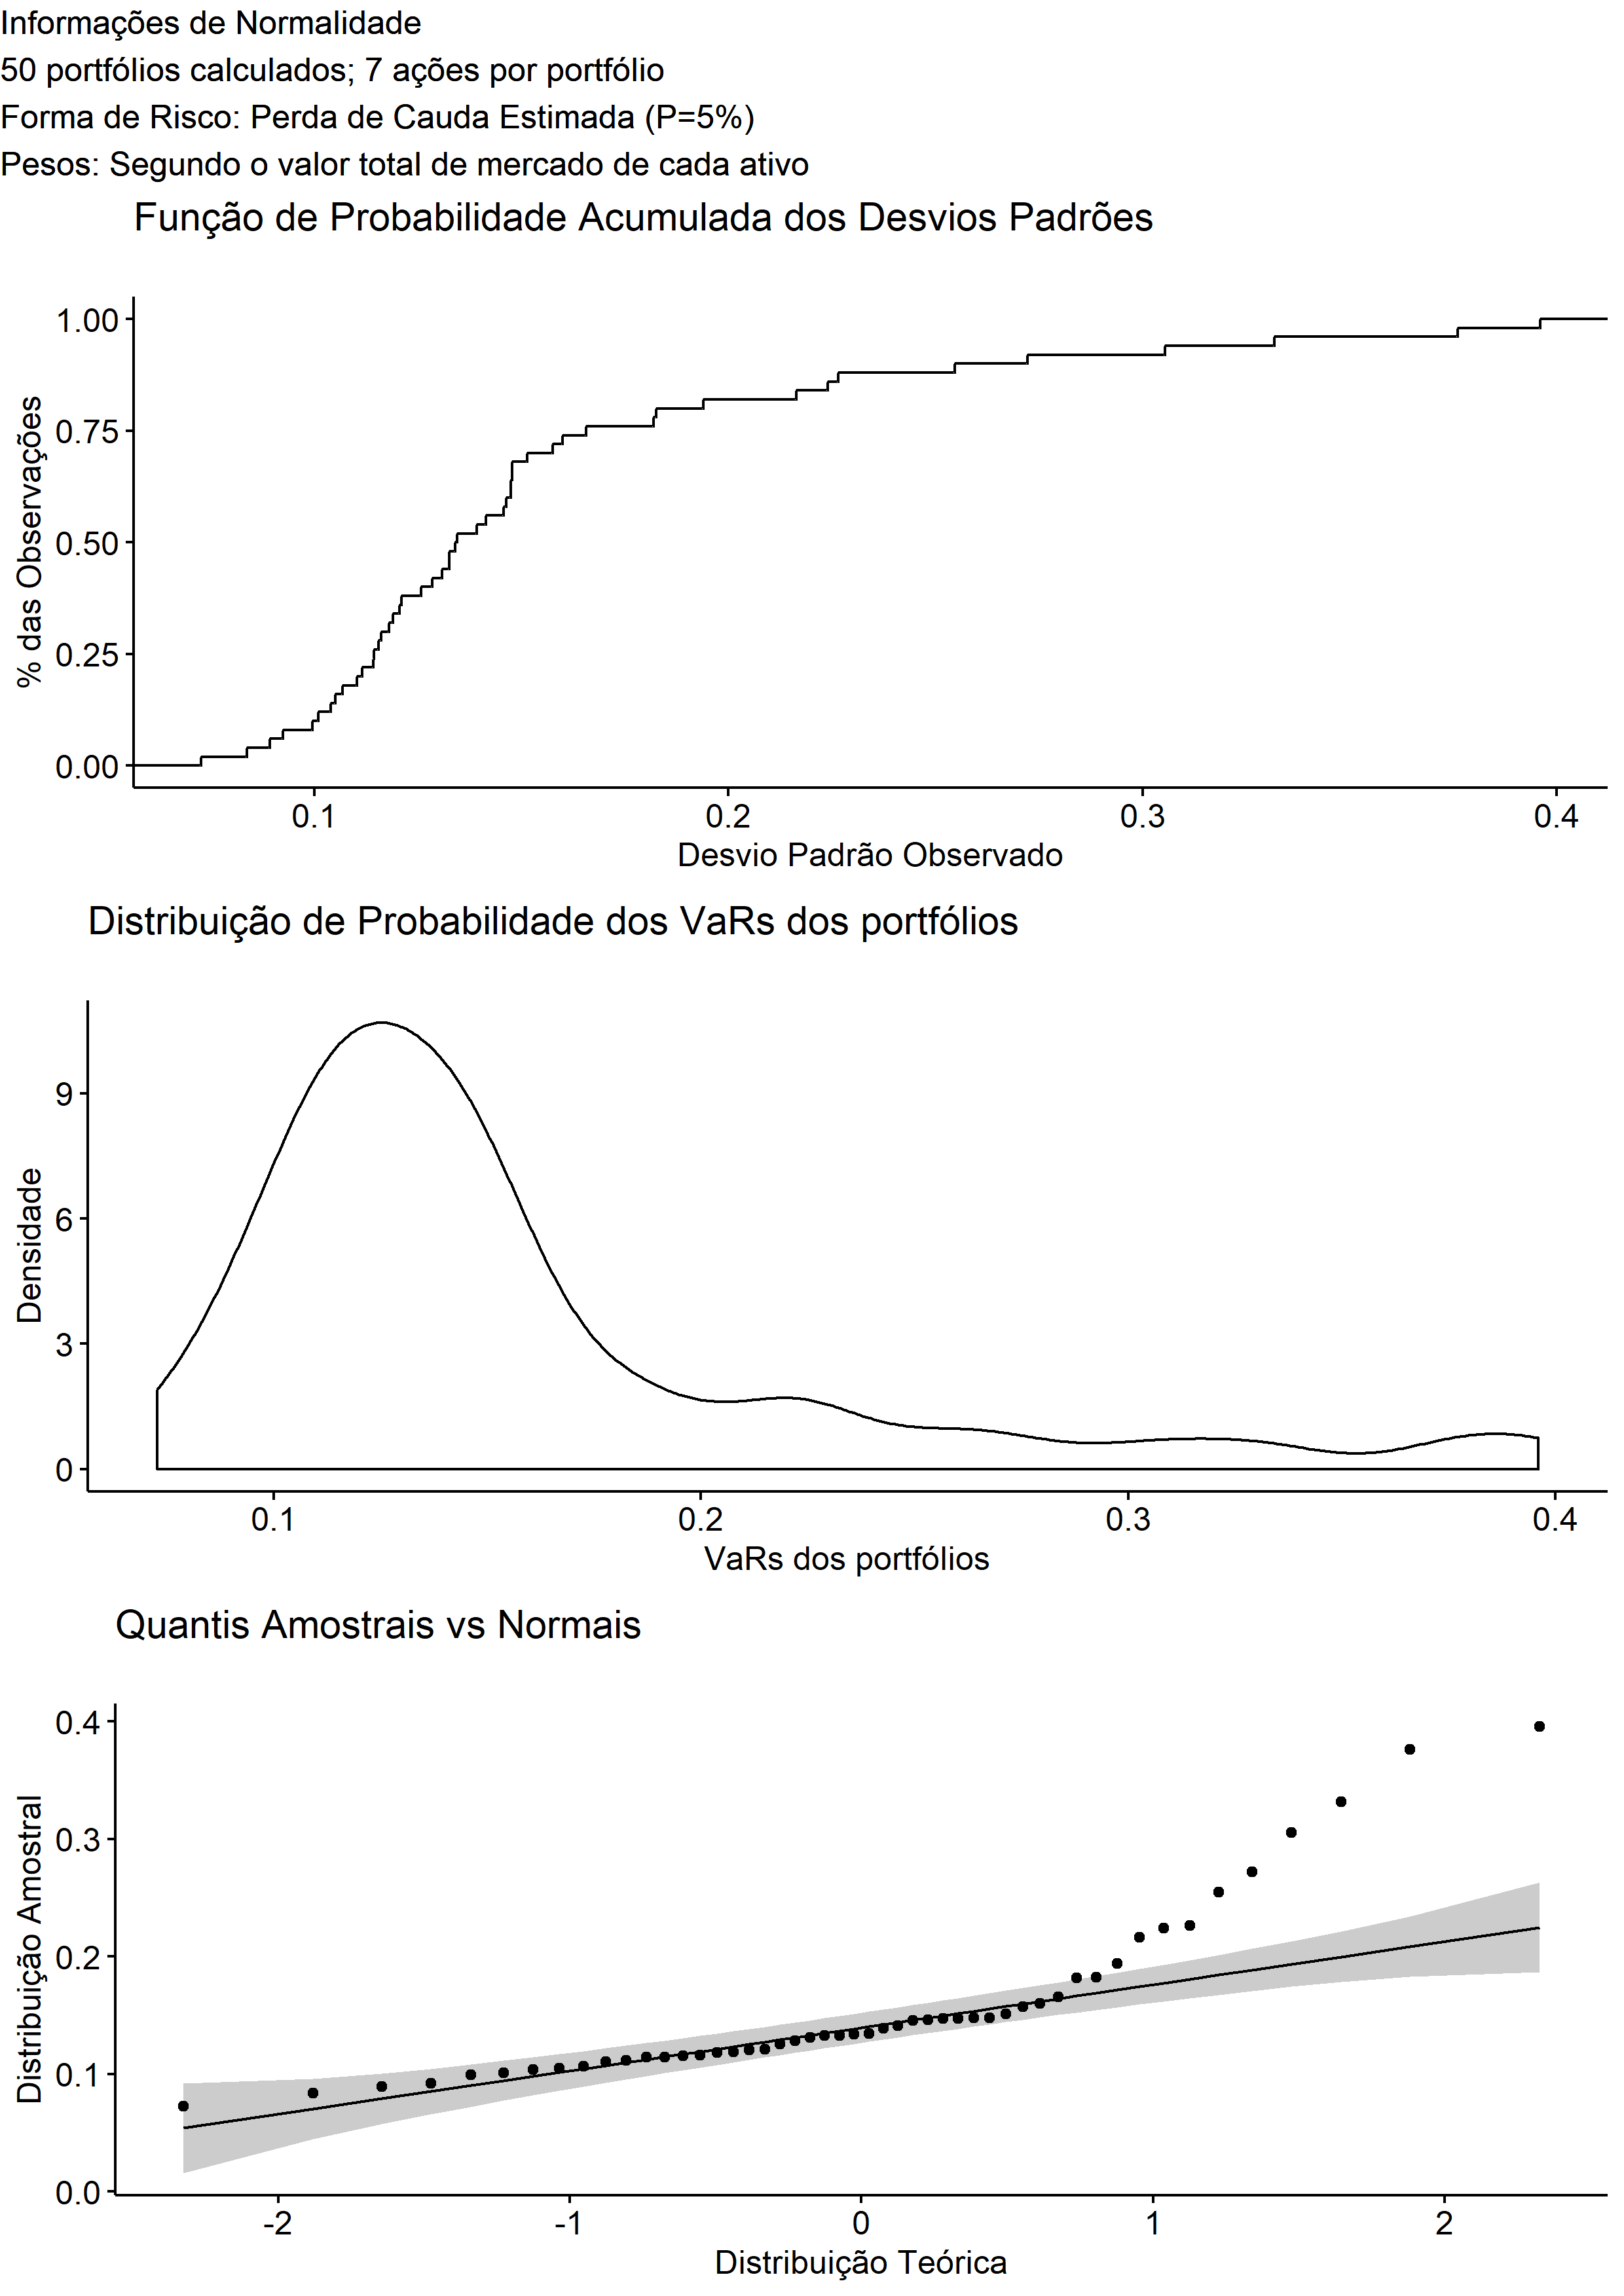 Informações de Normalidade
50 portfólios calculados; 7 ações por portfólio
Forma de Risco: Perda de Cauda Estimada (P=5%)
Pesos: Segundo o valor total de mercado de cada ativo
Função de Probabilidade Acumulada dos Desvios Padrões
% das Observações
1.00
0.75
0.50
0.25
0.00
0.1 0.2 0.3 0.4
Desvio Padrão Observado
Distribuição de Probabilidade dos VaRs dos portfólios
Densidade
9
6
3
0
0.1 0.2 0.3 0.4
VaRs dos portfólios
Quantis Amostrais vs Normais
Distribuição Amostral
0.4
0.3
0.2
0.1
0.0
-2 -1 0 1 2
Distribuição Teórica